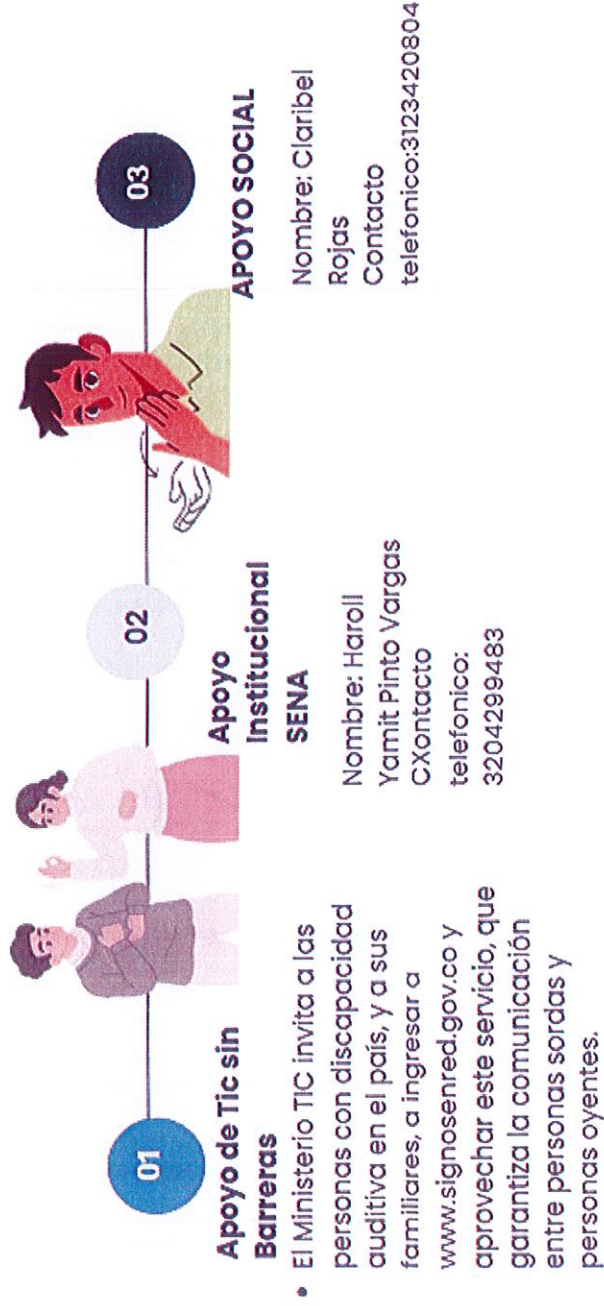 01
Apoyo de Tic sin
Barreras
• El Ministerio TIC invita a las
personas con discapacidad
auditiva en el país, y a sus
familiares, a ingresar a
www.signosenred.gov.co y
aprovechar este servicio, que
garantiza la comunicación
entre personas sordas y
personas oyentes.
02
Apoyo
Institucional
SENA
Nombre: Haroll
Yamit Pinto Vargas
CXontacto
telefonico:
3204299483
03
APOYO SOCIAL
Nombre: Claribel
Rojas
Contacto
telefonico:3123420804